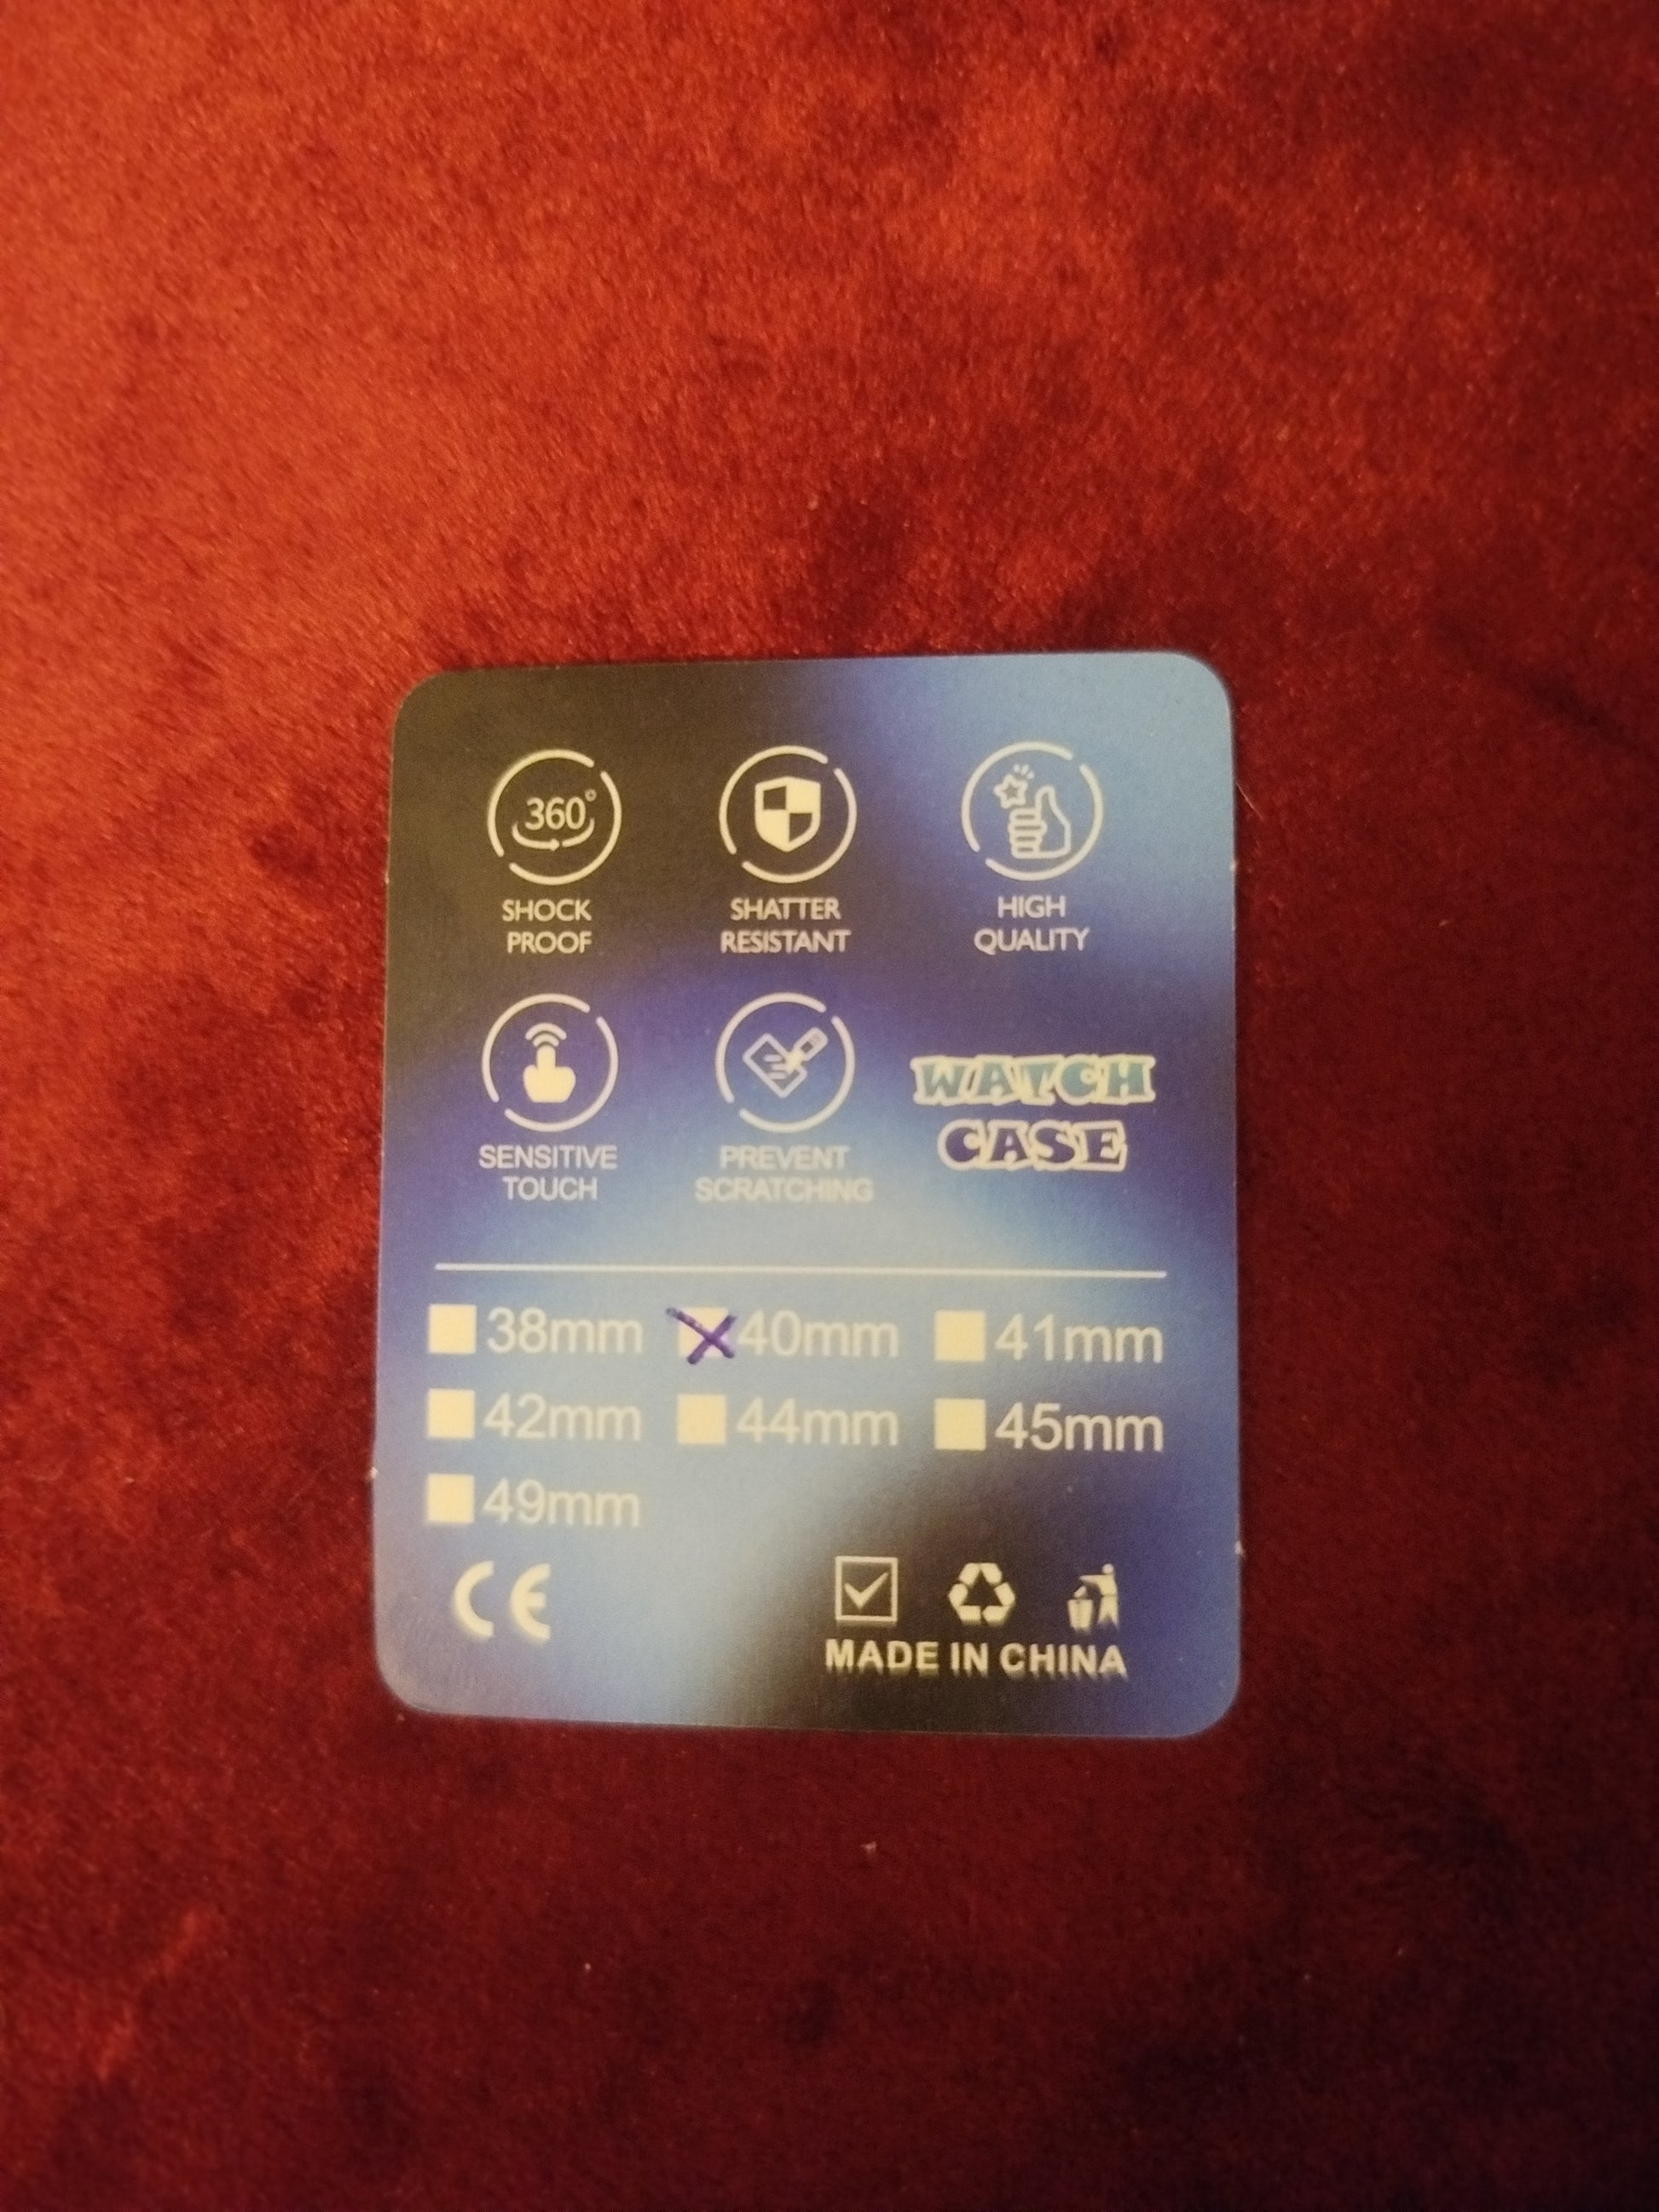 360°
SHOCK
PROOF
SHATTER
RESISTANT
HIGH
QUALITY
SENSITIVE
TOUCH
PREVENT
SCRATCHING
WATCH
CASE
38mm 40mm 41mm
42mm 44mm 45mm
49mm
CE
MADE IN CHINA